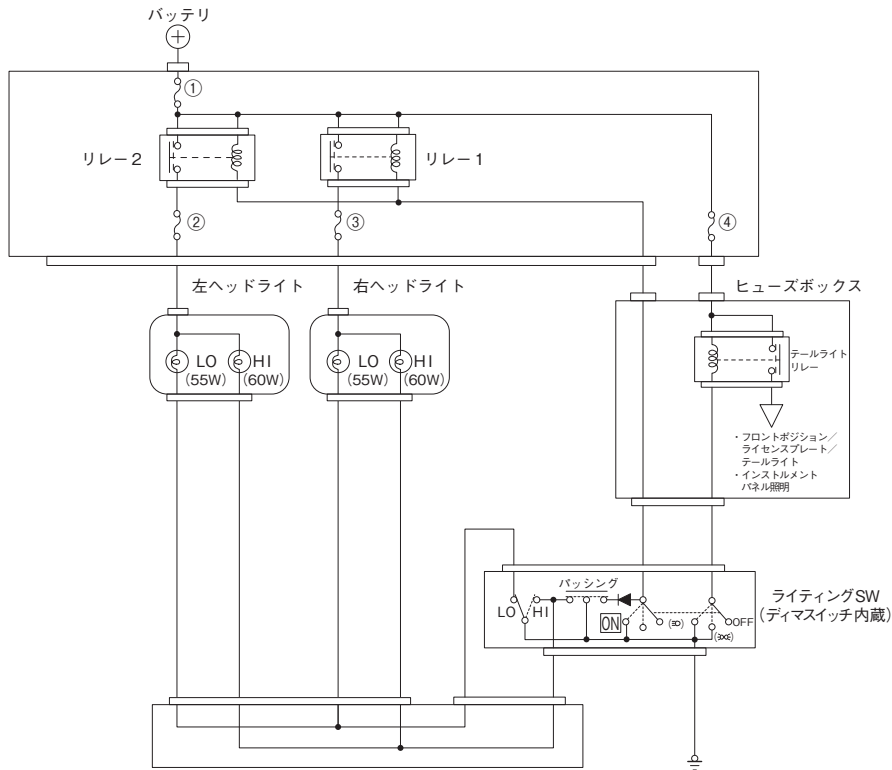 バッテリ
①
リレー2
リレー1
②
③
④
左ヘッドライト
右ヘッドライト
ヒューズボックス
LO
(55W)
HI
(60W)
LO
(55W)
HI
(60W)
テールライト
リレー
・フロントポジション/
ライセンスプレート/
テールライト
・インストルメント
パネル照明
パッシング
LO
HI
ON
OFF
ライティングSW
(ディマスイッチ内蔵)